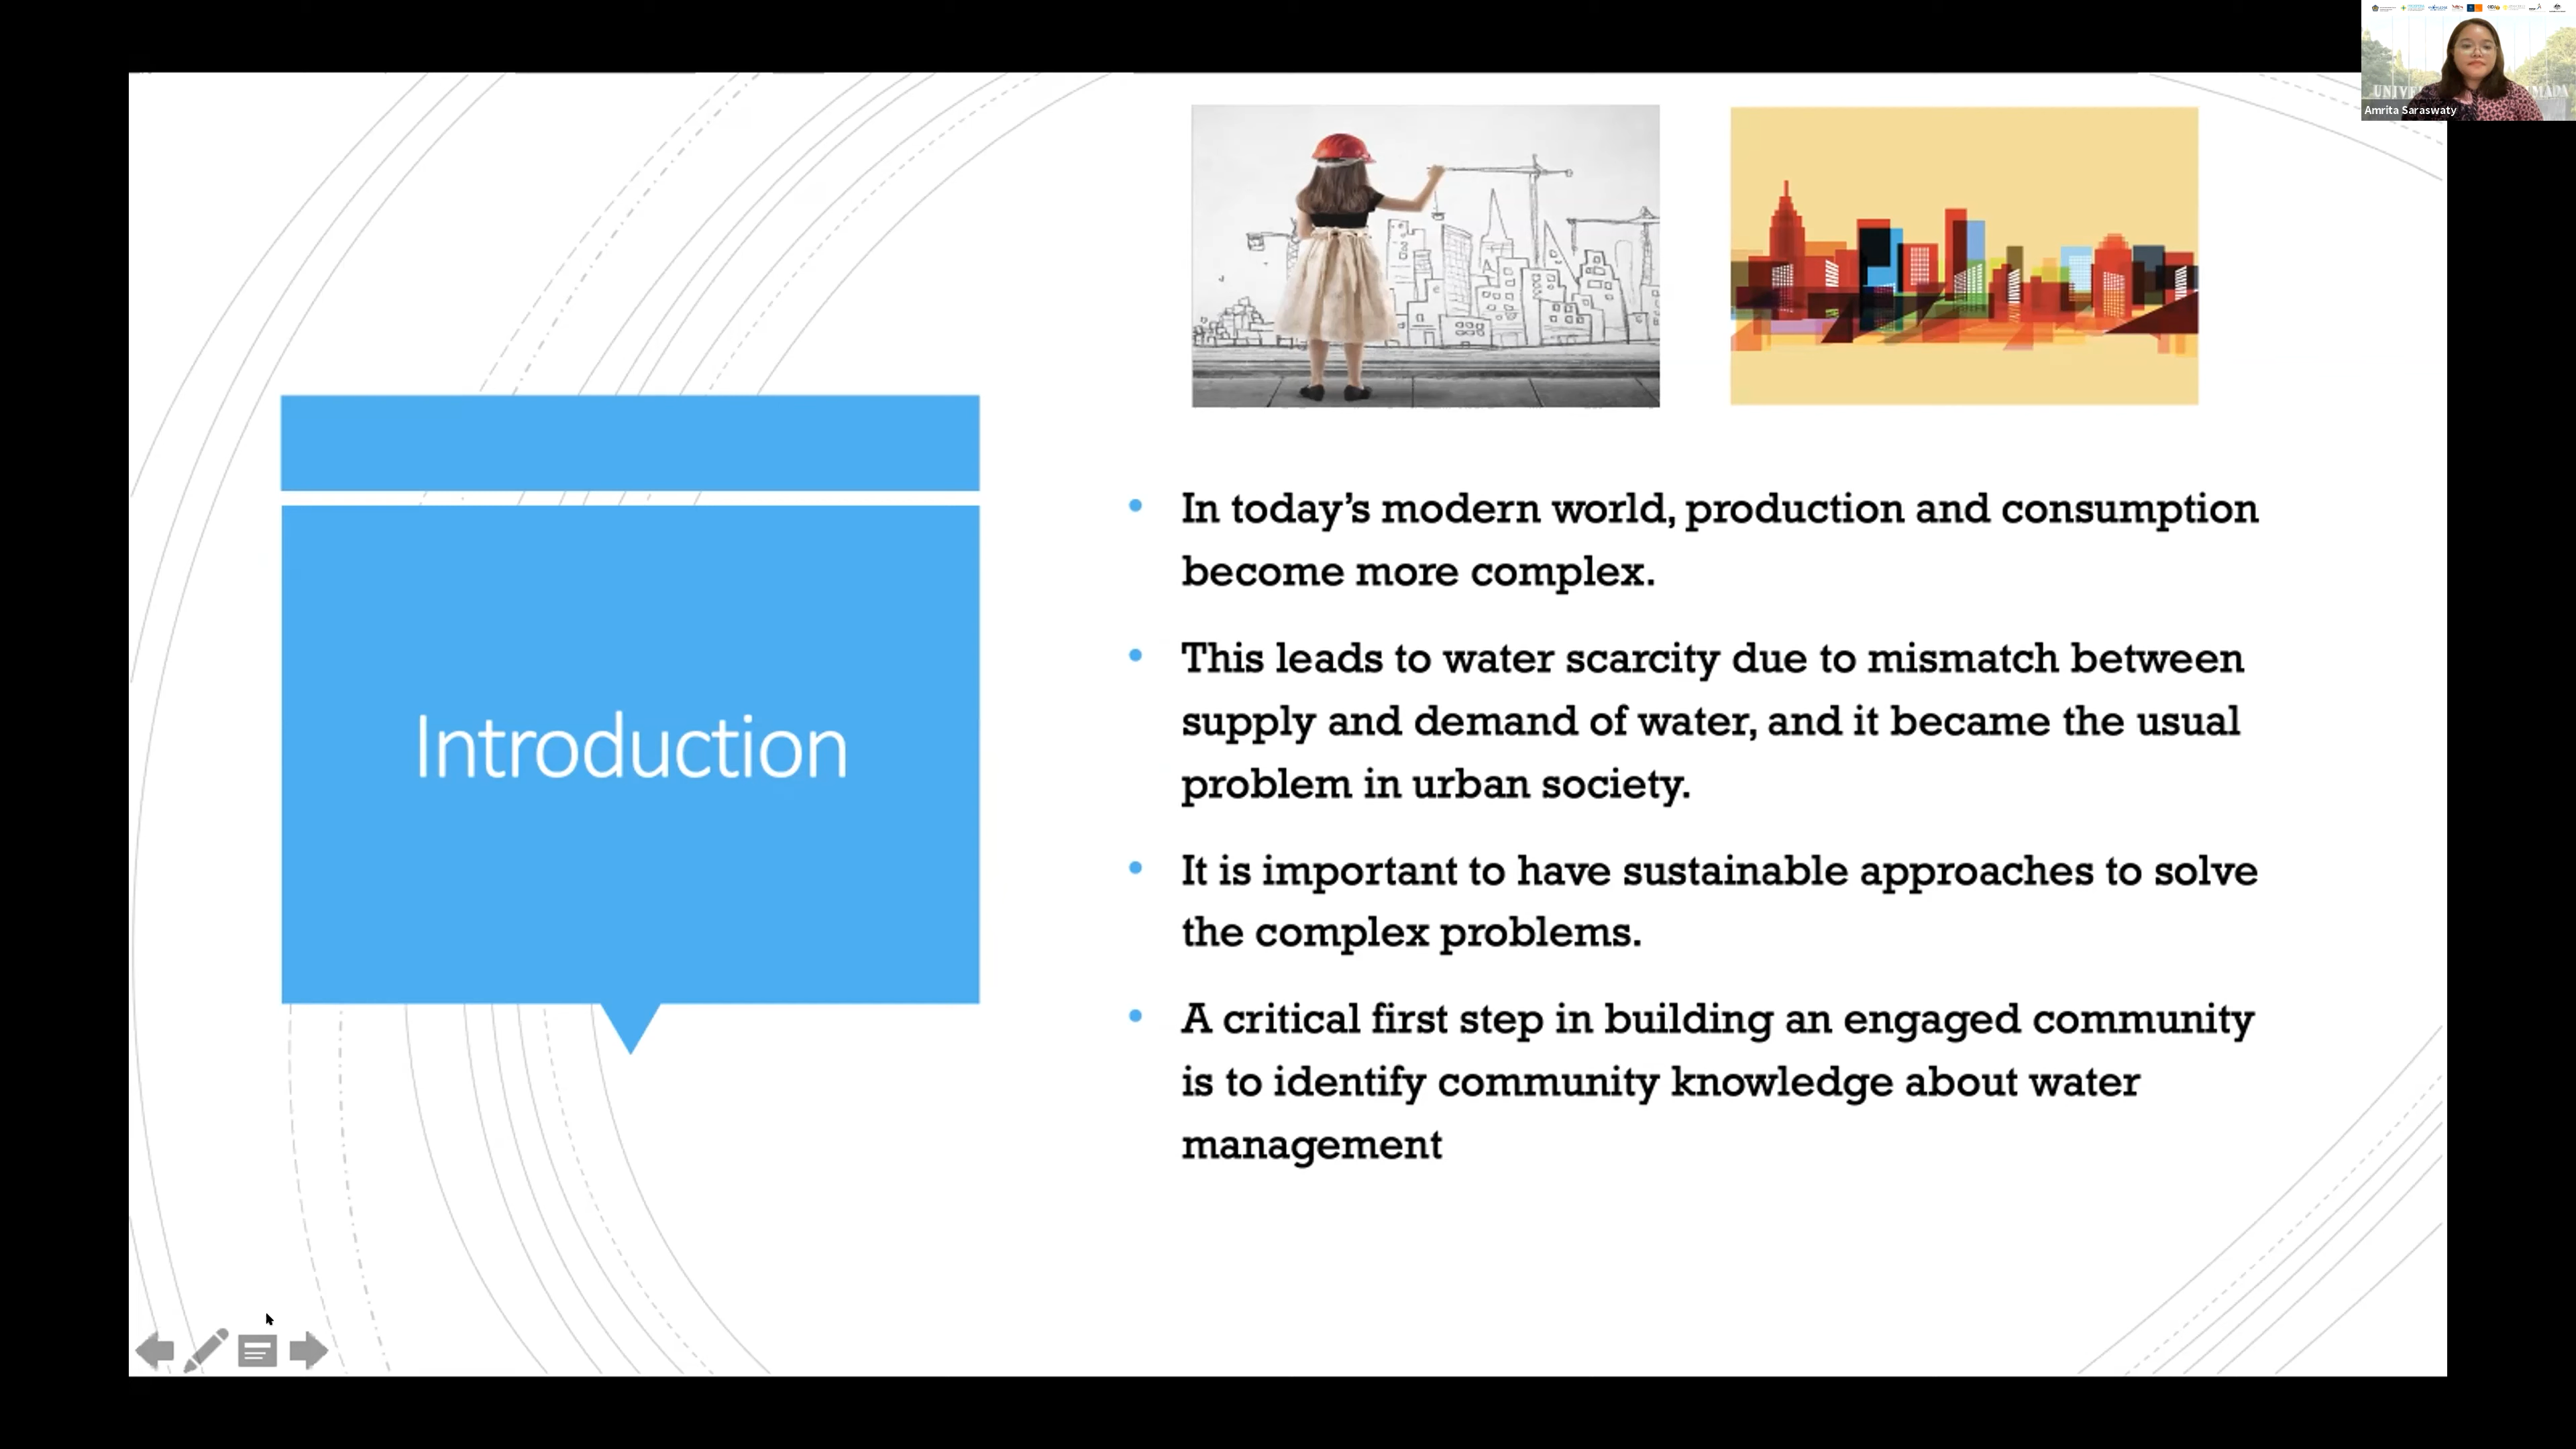 UNIVE
MADA
Amrita Saraswaty
Introduction
• In today’s modern world, production and consumption
become more complex.
• This leads to water scarcity due to mismatch between
supply and demand of water, and it became the usual
problem in urban society.
• It is important to have sustainable approaches to solve
the complex problems.
• A critical first step in building an engaged community
is to identify community knowledge about water
management